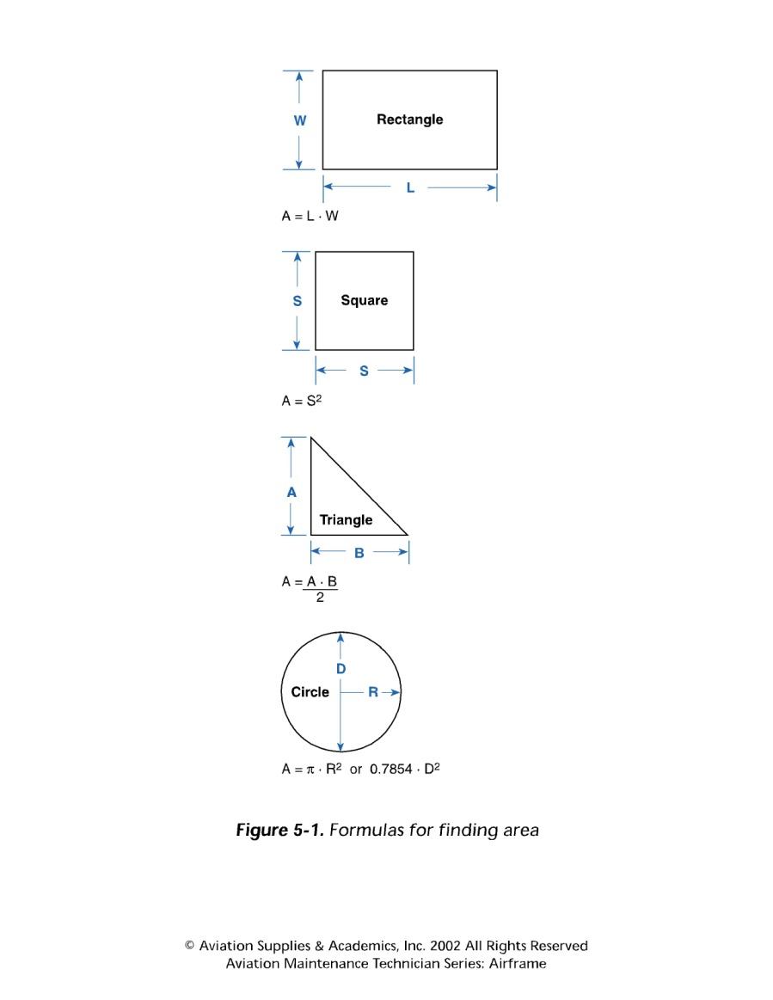 W
Rectangle
L
A = L · W
S
Square
S
A = S²
A
Triangle
B
A = A · B
2
D
Circle
R
A = π · R² or 0.7854 · D²
Figure 5-1. Formulas for finding area
© Aviation Supplies & Academics, Inc. 2002 All Rights Reserved
Aviation Maintenance Technician Series: Airframe